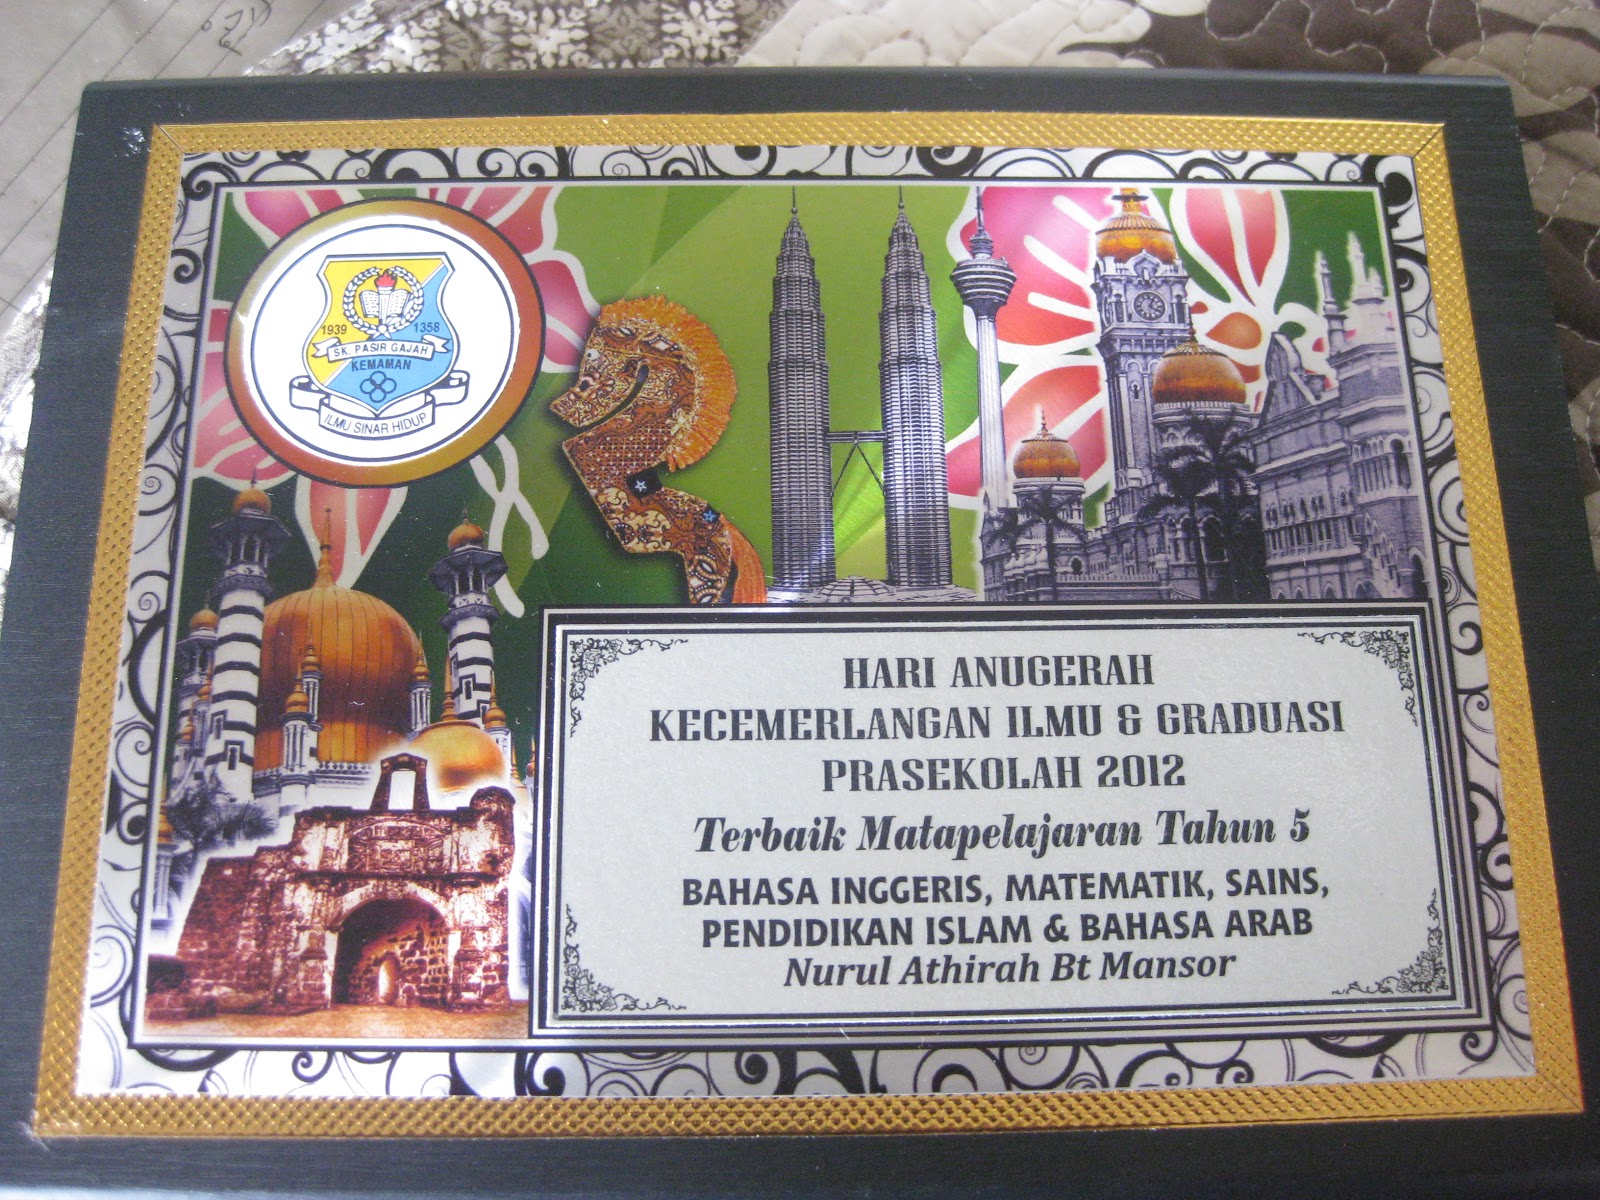 1939 1358
SK. PASIR GAJAH
KEMAMAN
ILMU SINAR HIDUP
HARI ANUGERAH
KECEMERLANGAN ILMU & GRADUASI
PRASEKOLAH 2012
Terbaik Matapelajaran Tahun 5
BAHASA INGGERIS, MATEMATIK, SAINS,
PENDIDIKAN ISLAM & BAHASA ARAB
Nurul Athirah Bt Mansor